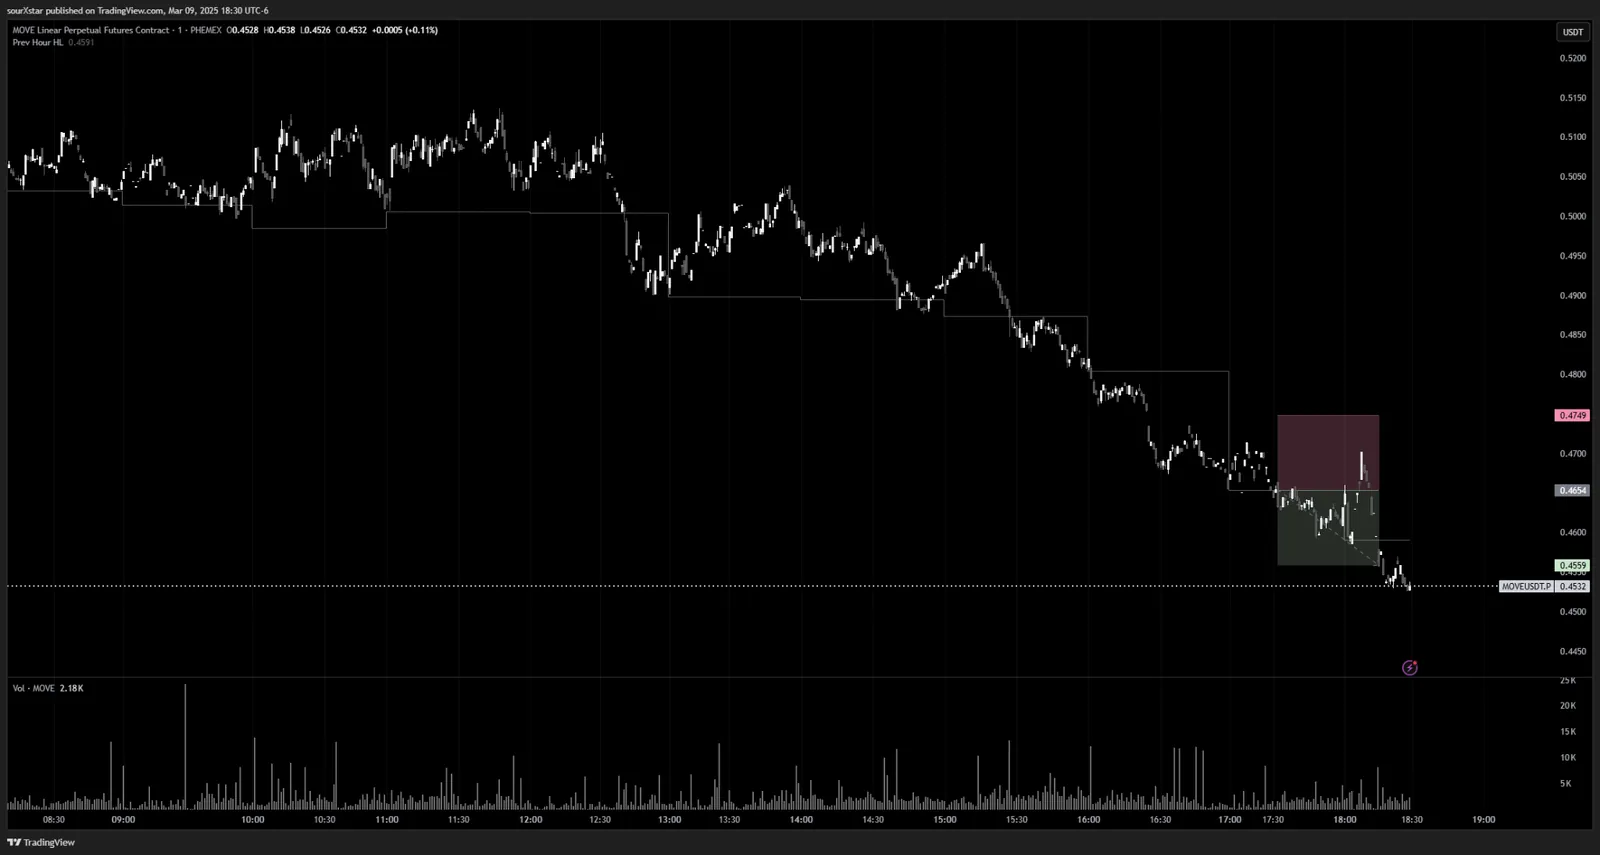 sourXstar published on TradingView.com, Mar 09, 2025 18:30 UTC-6
MOVE Linear Perpetual Futures Contract · 1 · PHEMEX O0.4528 H0.4538 L0.4526 C0.4532 +0.0005 (+0.11%)
Prev Hour HL 0.4591
USDT
0.5200
0.5150
0.5100
0.5050
0.5000
0.4950
0.4900
0.4850
0.4800
0.4749
0.4700
0.4654
0.4600
0.4559
MOVEUSDT.P 0.4532
0.4500
0.4450
Vol · MOVE 2.18K
25K
20K
15K
10K
5K
08:30 09:00 10:00 10:30 11:00 11:30 12:00 12:30 13:00 13:30 14:00 14:30 15:00 15:30 16:00 16:30 17:00 17:30 18:00 18:30 19:00
TradingView